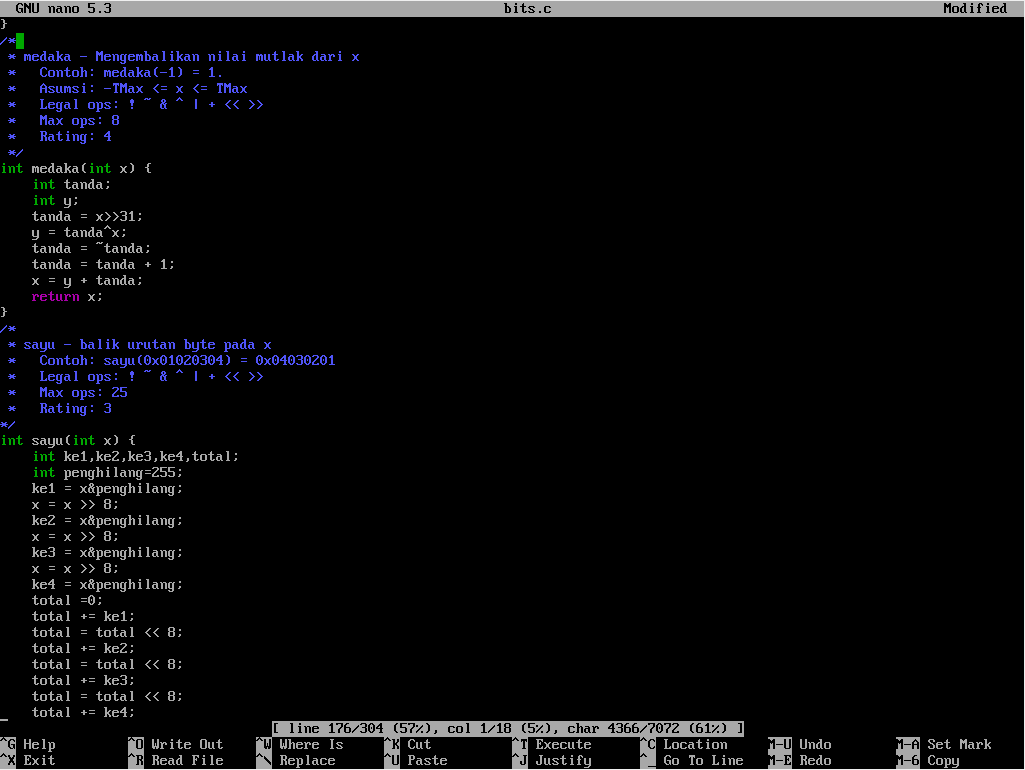 GNU nano 5.3 bits.c Modified
}
/*
 * medaka - Mengembalikan nilai mutlak dari x
 *   Contoh: medaka(-1) = 1.
 *   Asumsi: -TMax <= x <= TMax
 *   Legal ops: ! ~ & ^ | + << >>
 *   Max ops: 8
 *   Rating: 4
 */
int medaka(int x) {
    int tanda;
    int y;
    tanda = x>>31;
    y = tanda^x;
    tanda = ~tanda;
    tanda = tanda + 1;
    x = y + tanda;
    return x;
}
/*
 * sayu - balik urutan byte pada x
 *   Contoh: sayu(0x01020304) = 0x04030201
 *   Legal ops: ! ~ & ^ | + << >>
 *   Max ops: 25
 *   Rating: 3
*/
int sayu(int x) {
    int ke1,ke2,ke3,ke4,total;
    int penghilang=255;
    ke1 = x&penghilang;
    x = x >> 8;
    ke2 = x&penghilang;
    x = x >> 8;
    ke3 = x&penghilang;
    x = x >> 8;
    ke4 = x&penghilang;
    total =0;
    total += ke1;
    total = total << 8;
    total += ke2;
    total = total << 8;
    total += ke3;
    total = total << 8;
    total += ke4;
[ line 176/304 (57%), col 1/18 (5%), char 4366/7072 (61%) ]
^G Help ^O Write Out ^W Where Is ^K Cut ^T Execute ^C Location M-U Undo M-A Set Mark
^X Exit ^R Read File ^\ Replace ^U Paste ^J Justify ^_ Go To Line M-E Redo M-6 Copy